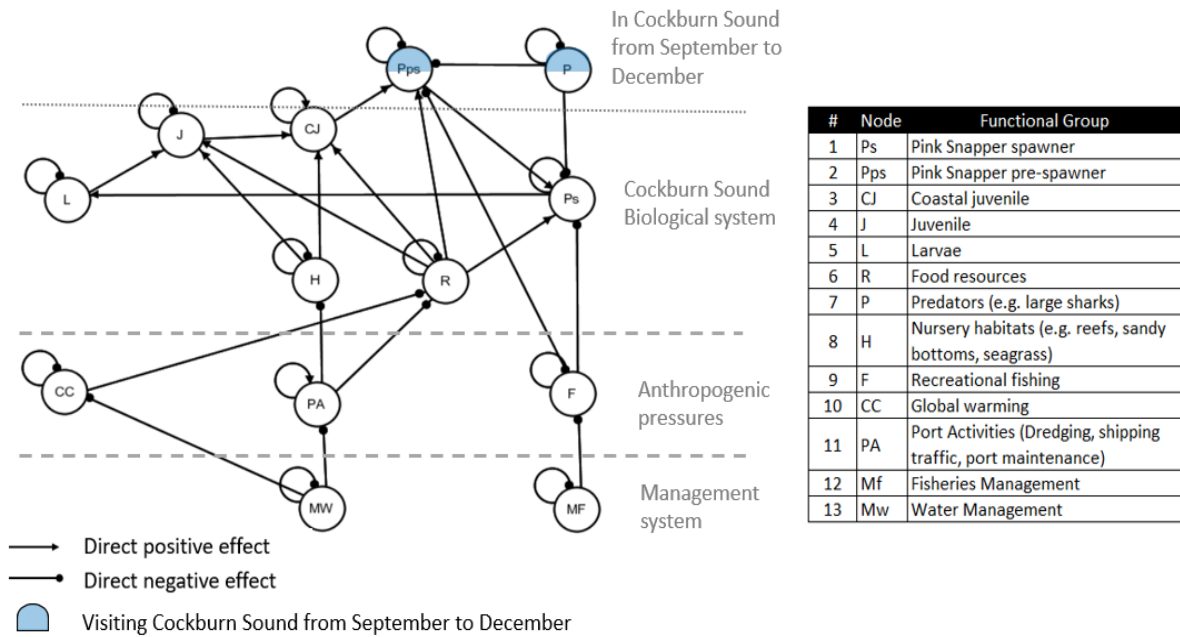 In Cockburn Sound
from September to
December
Pps
P
J
CJ
L
Ps
Cockburn Sound
Biological system
H
R
CC
PA
F
Anthropogenic
pressures
MW
MF
Management
system
Direct positive effect
Direct negative effect
Visiting Cockburn Sound from September to December
# Node Functional Group
1 Ps Pink Snapper spawner
2 Pps Pink Snapper pre-spawner
3 CJ Coastal juvenile
4 J Juvenile
5 L Larvae
6 R Food resources
7 P Predators (e.g. large sharks)
8 H Nursery habitats (e.g. reefs, sandy
bottoms, seagrass)
9 F Recreational fishing
10 CC Global warming
11 PA Port Activities (Dredging, shipping
traffic, port maintenance)
12 Mf Fisheries Management
13 Mw Water Management